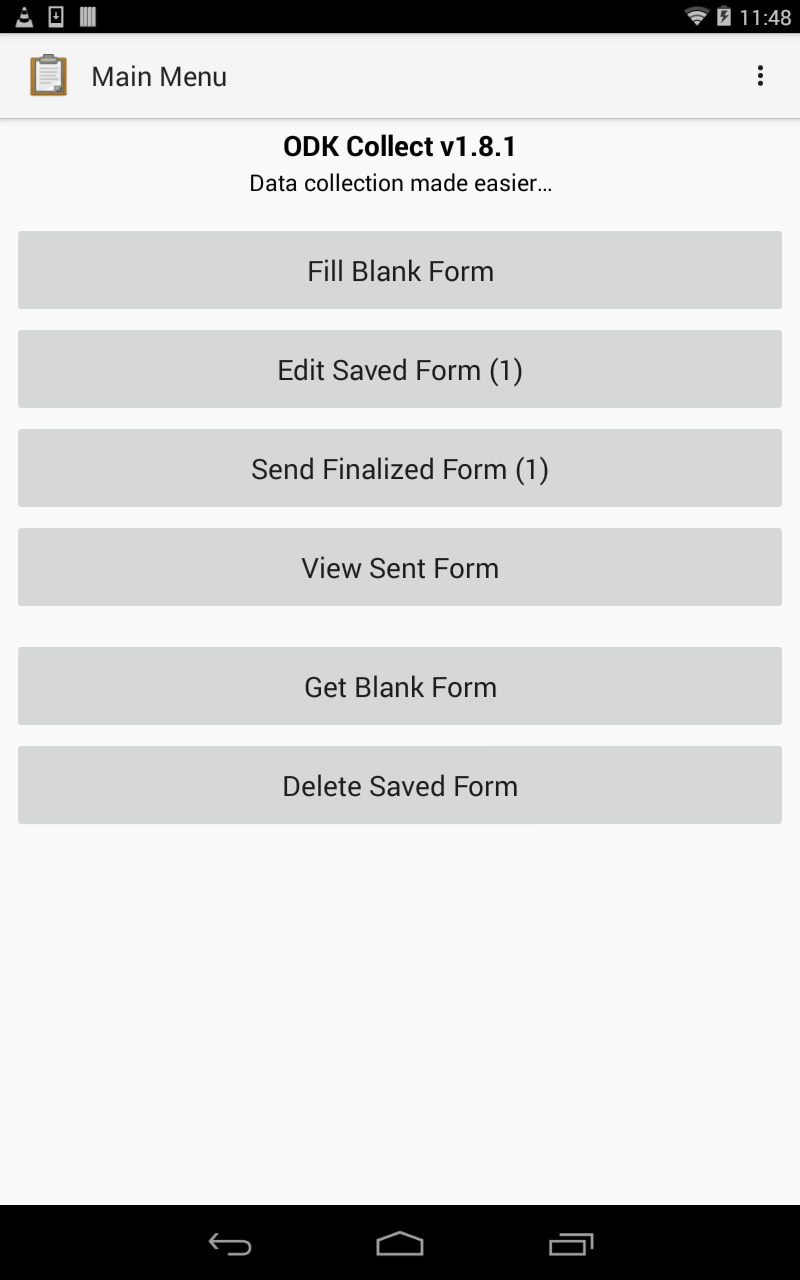 11:48
Main Menu
ODK Collect v1.8.1
Data collection made easier...
Fill Blank Form
Edit Saved Form (1)
Send Finalized Form (1)
View Sent Form
Get Blank Form
Delete Saved Form